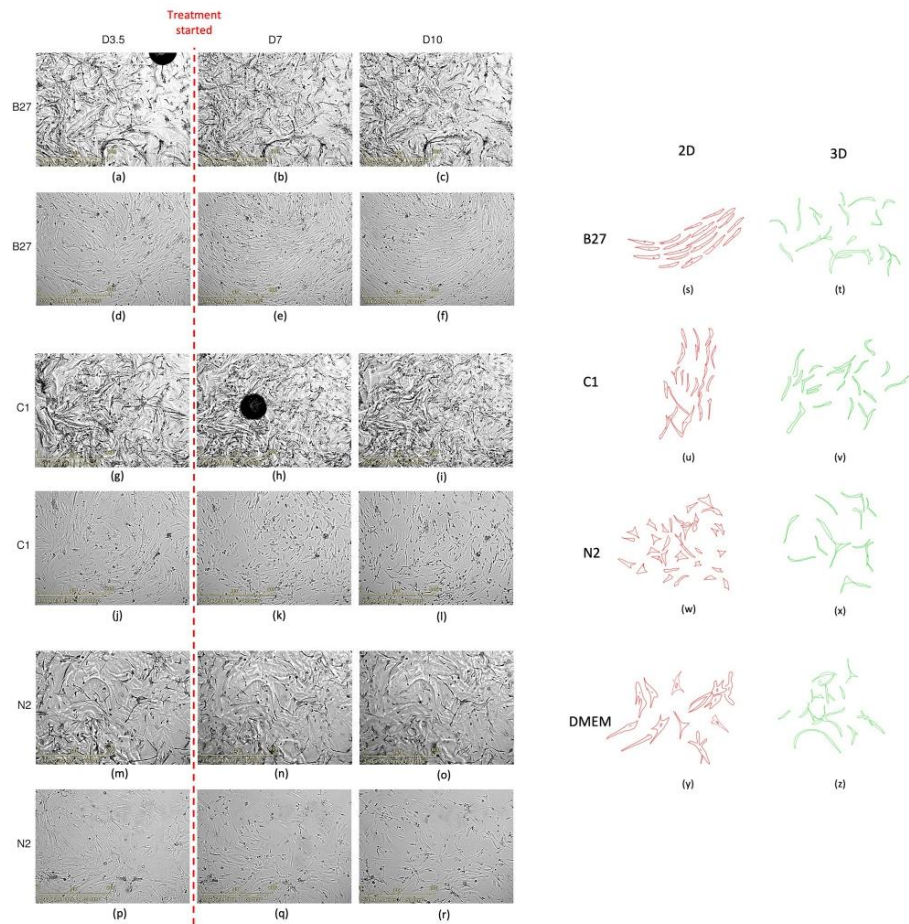 Treatment
started
D3.5
D7
D10
B27
(a)
(b)
(c)
B27
(d)
(e)
(f)
C1
(g)
(h)
(i)
C1
(j)
(k)
(l)
N2
(m)
(n)
(o)
N2
(p)
(q)
(r)
2D
3D
B27
(s)
(t)
C1
(u)
(v)
N2
(w)
(x)
DMEM
(y)
(z)